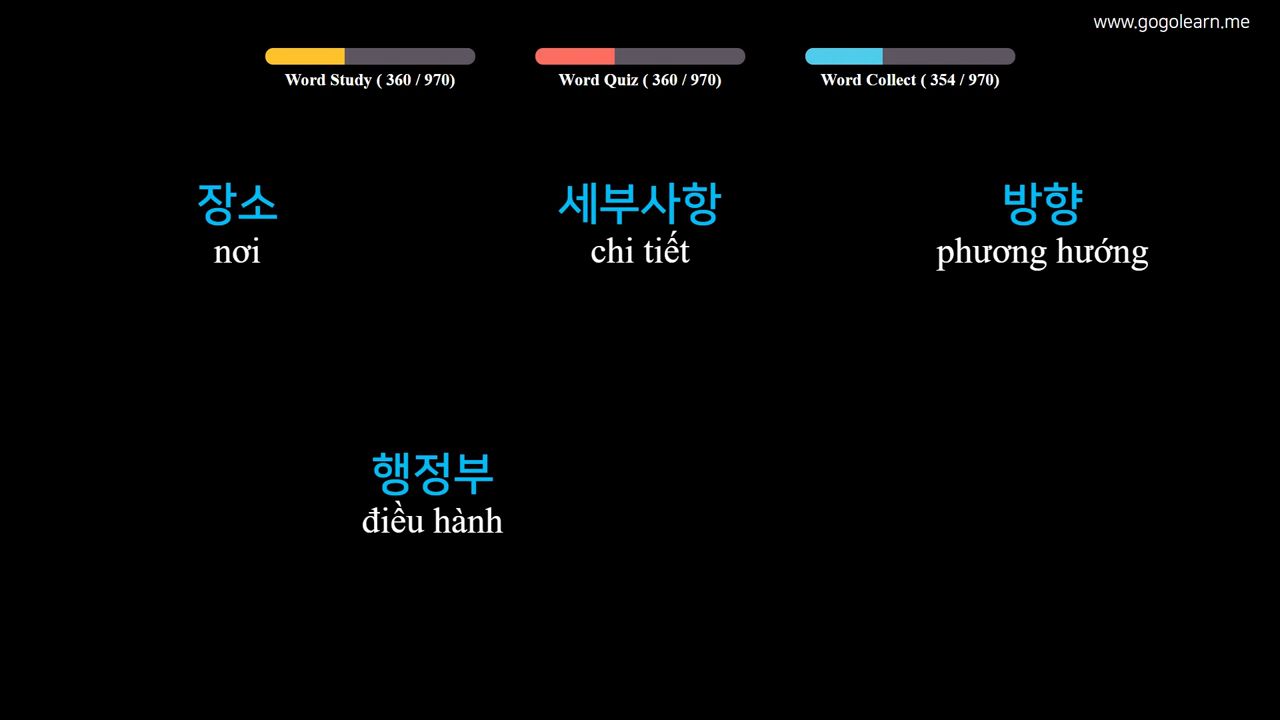 www.gogolearn.me
Word Study ( 360 / 970)
Word Quiz ( 360 / 970)
Word Collect ( 354 / 970)
장소
nơi
세부사항
chi tiết
방향
phương hướng
행정부
điều hành